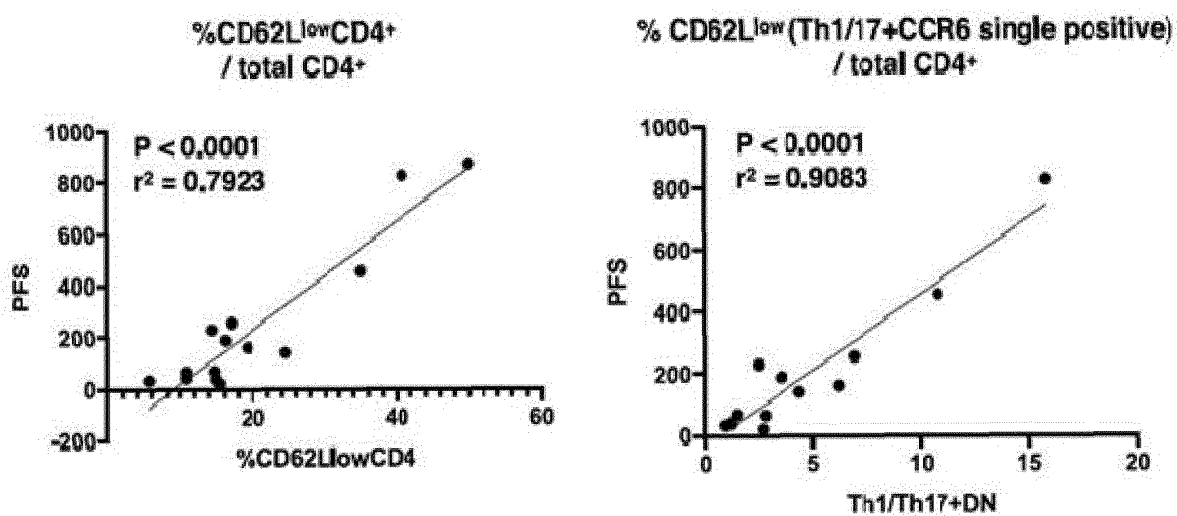 %CD62LlowCD4+
/ total CD4+
P < 0.0001
r2 = 0.7923
1000
800
600
400
200
0
-200
PFS
20
40
60
%CD62LlowCD4
% CD62Llow (Th1/17+CCR6 single positive)
/ total CD4+
P < 0.0001
r2 = 0.9083
1000
800
600
400
200
0
PFS
0
5
10
15
20
Th1/Th17+DN